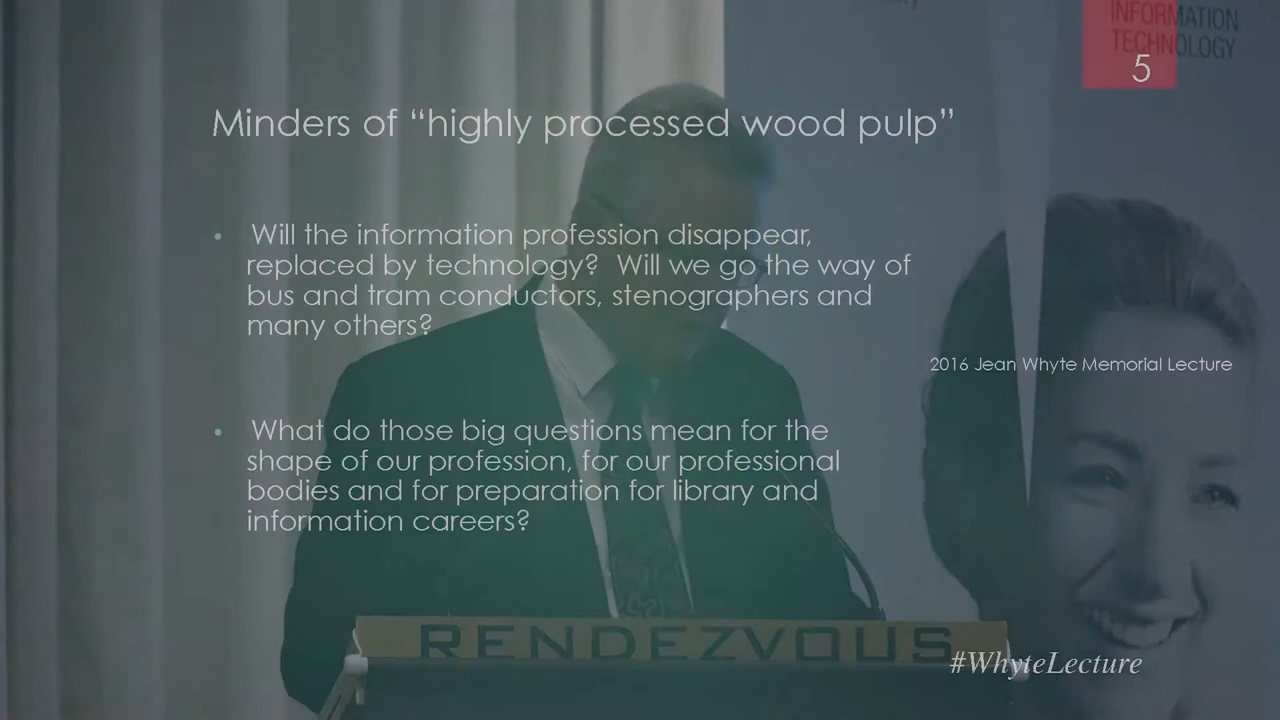 INFORMATION
TECHNOLOGY
5
Minders of “highly processed wood pulp”
• Will the information profession disappear,
replaced by technology?  Will we go the way of
bus and tram conductors, stenographers and
many others?
2016 Jean Whyte Memorial Lecture
• What do those big questions mean for the
shape of our profession, for our professional
bodies and for preparation for library and
information careers?
RENDEZVOUS
#WhyteLecture